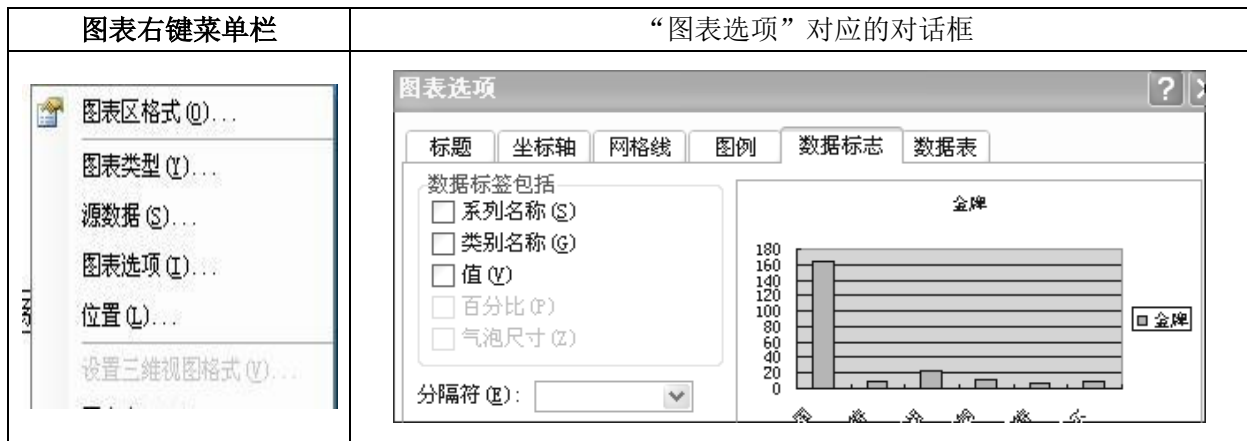 图表右键菜单栏
“图表选项”对应的对话框
图表区格式(O)...
图表类型(Y)...
源数据(S)...
图表选项(I)...
位置(L)...
设置三维视图格式(V)...
图表选项
标题 坐标轴 网格线 图例 数据标志 数据表
数据标签包括
系列名称(S)
类别名称(G)
值(V)
百分比(P)
气泡尺寸(Z)
分隔符(E):
金牌
180
160
140
120
100
80
60
40
20
0
金牌